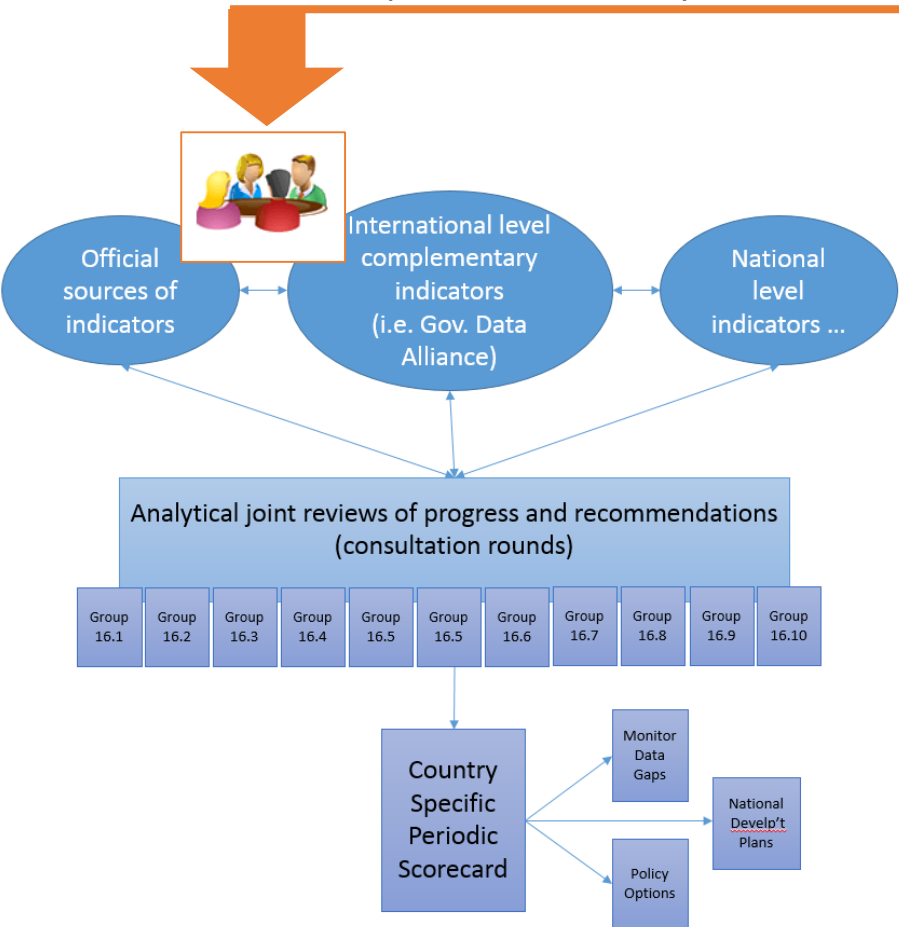 Official
sources of
indicators
International level
complementary
indicators
(i.e. Gov. Data
Alliance)
National
level
indicators ...
Analytical joint reviews of progress and recommendations
(consultation rounds)
Group
16.1
Group
16.2
Group
16.3
Group
16.4
Group
16.5
Group
16.5
Group
16.6
Group
16.7
Group
16.8
Group
16.9
Group
16.10
Country
Specific
Periodic
Scorecard
Monitor
Data
Gaps
National
Develp't
Plans
Policy
Options